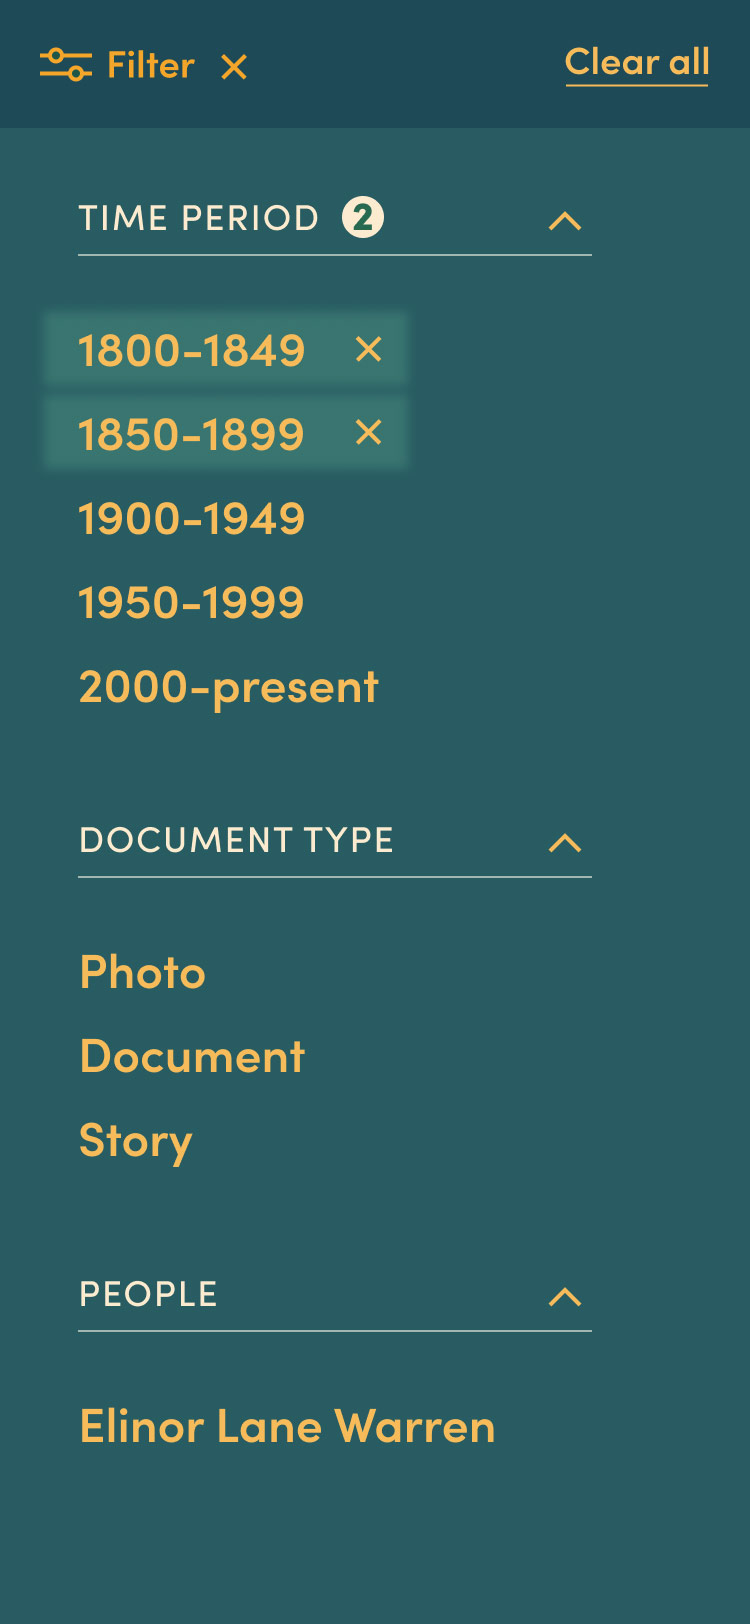 Filter
Clear all
TIME PERIOD 2
1800-1849
1850-1899
1900-1949
1950-1999
2000-present
DOCUMENT TYPE
Photo
Document
Story
PEOPLE
Elinor Lane Warren